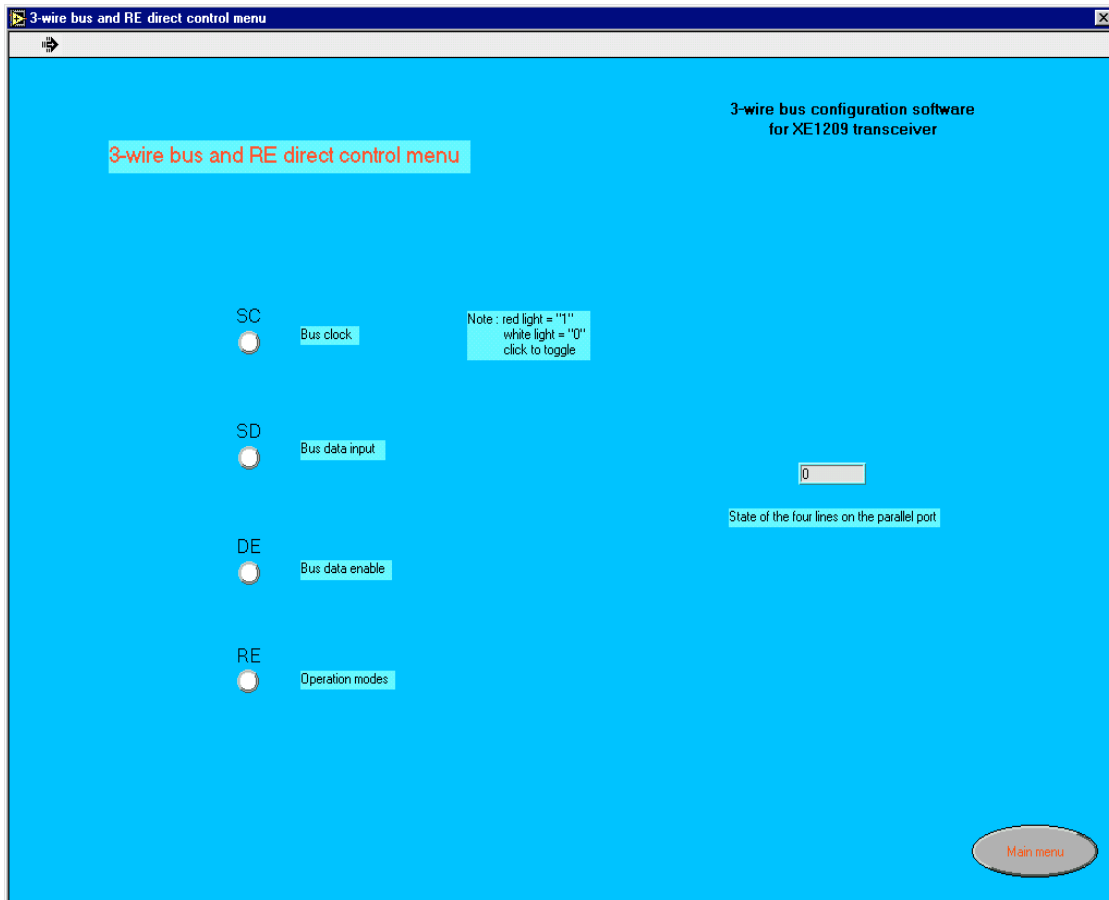 3-wire bus and RE direct control menu
3-wire bus configuration software
for XE1209 transceiver
3-wire bus and RE direct control menu
SC
Bus clock
Note : red light = "1"
white light = "0"
click to toggle
SD
Bus data input
0
State of the four lines on the parallel port
DE
Bus data enable
RE
Operation modes
Main menu